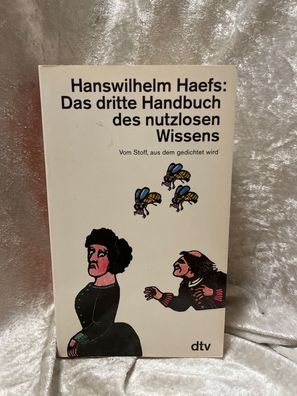 Hanswilhelm Haefs:
Das dritte Handbuch
des nutzlosen
Wissens
Vom Stoff, aus dem gedichtet wird
dtv